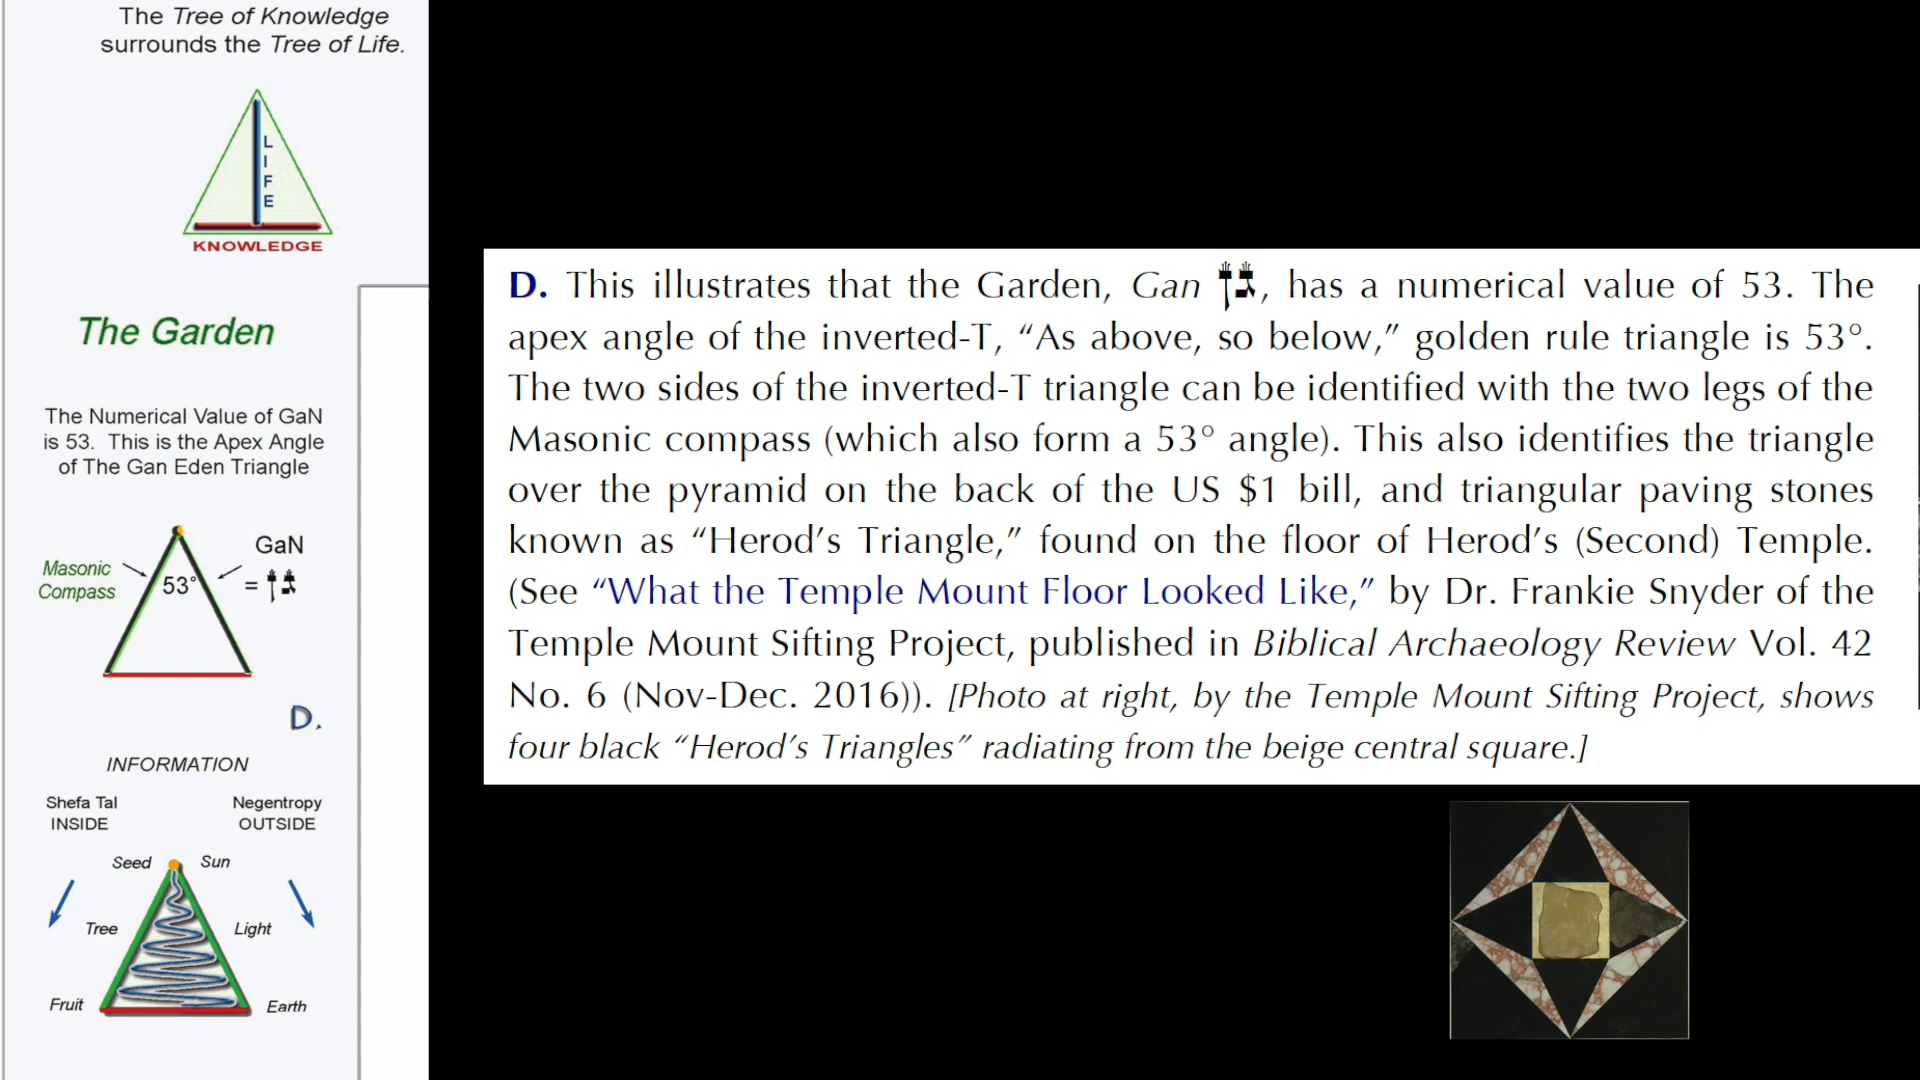 The Tree of Knowledge
surrounds the Tree of Life.
L
I
F
E
KNOWLEDGE
The Garden
The Numerical Value of GaN
is 53. This is the Apex Angle
of The Gan Eden Triangle
GaN
Masonic
Compass
53°
= גן
D.
INFORMATION
Shefa Tal
INSIDE
Negentropy
OUTSIDE
Seed
Sun
Tree
Light
Fruit
Earth
D. This illustrates that the Garden, Gan גן, has a numerical value of 53. The
apex angle of the inverted-T, “As above, so below,” golden rule triangle is 53°.
The two sides of the inverted-T triangle can be identified with the two legs of the
Masonic compass (which also form a 53° angle). This also identifies the triangle
over the pyramid on the back of the US $1 bill, and triangular paving stones
known as “Herod’s Triangle,” found on the floor of Herod’s (Second) Temple.
(See “What the Temple Mount Floor Looked Like,” by Dr. Frankie Snyder of the
Temple Mount Sifting Project, published in Biblical Archaeology Review Vol. 42
No. 6 (Nov-Dec. 2016)). [Photo at right, by the Temple Mount Sifting Project, shows
four black “Herod’s Triangles” radiating from the beige central square.]